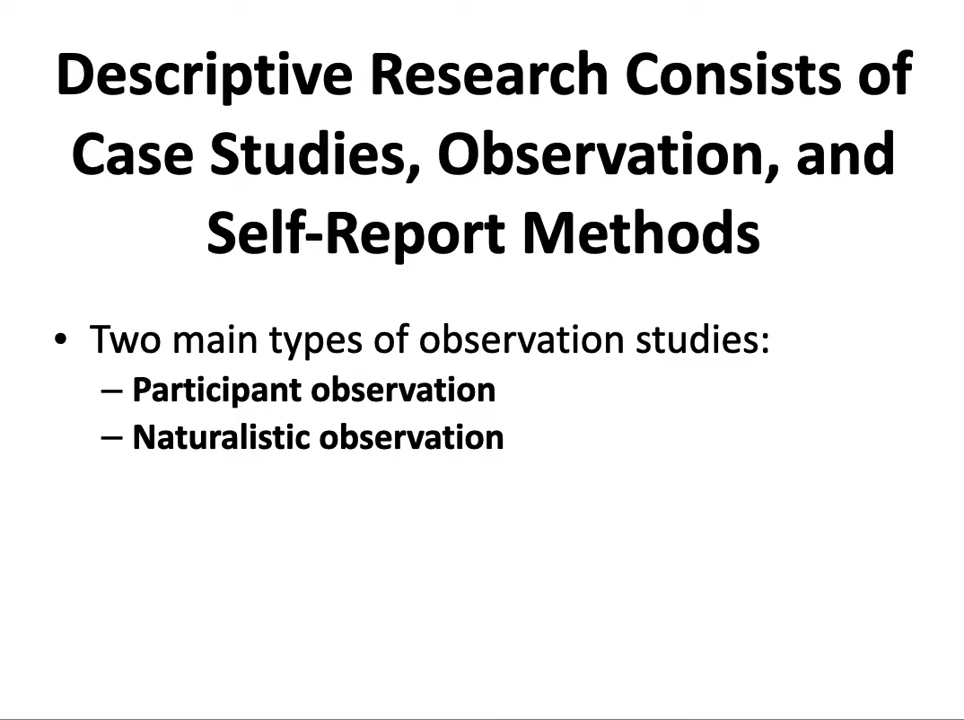 Descriptive Research Consists of
Case Studies, Observation, and
Self-Report Methods
• Two main types of observation studies:
– Participant observation
– Naturalistic observation